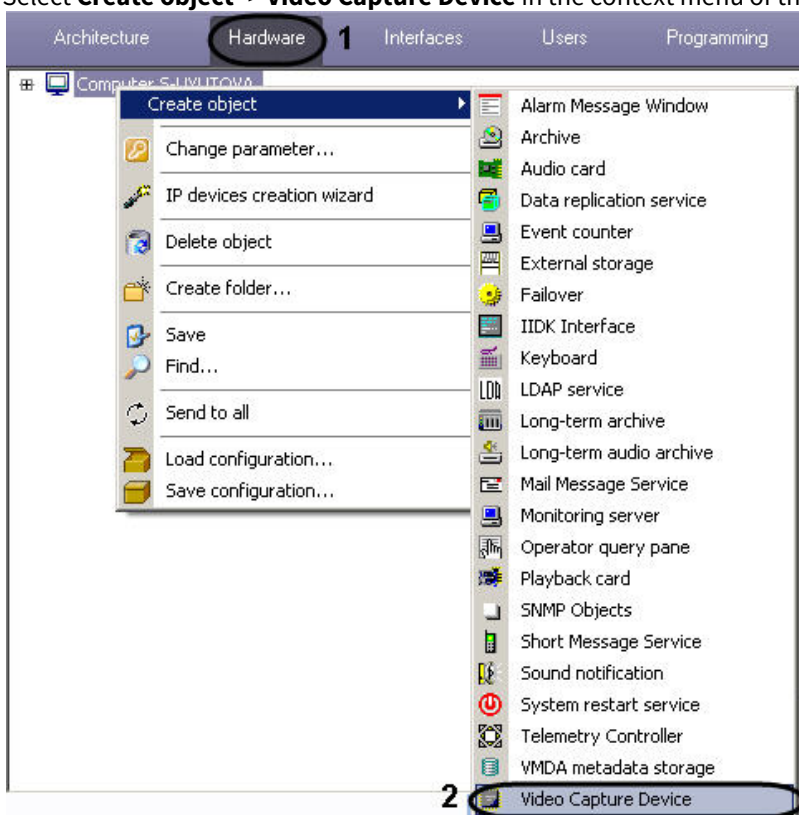 Select Create object → Video Capture Device in the context menu of th
Architecture Hardware 1 Interfaces Users Programming
Computer S-UYUTOVA
Create object
Change parameter...
IP devices creation wizard
Delete object
Create folder...
Save
Find...
Send to all
Load configuration...
Save configuration...
Alarm Message Window
Archive
Audio card
Data replication service
Event counter
External storage
Failover
IIDK Interface
Keyboard
LDAP service
Long-term archive
Long-term audio archive
Mail Message Service
Monitoring server
Operator query pane
Playback card
SNMP Objects
Short Message Service
Sound notification
System restart service
Telemetry Controller
VMDA metadata storage
2 Video Capture Device